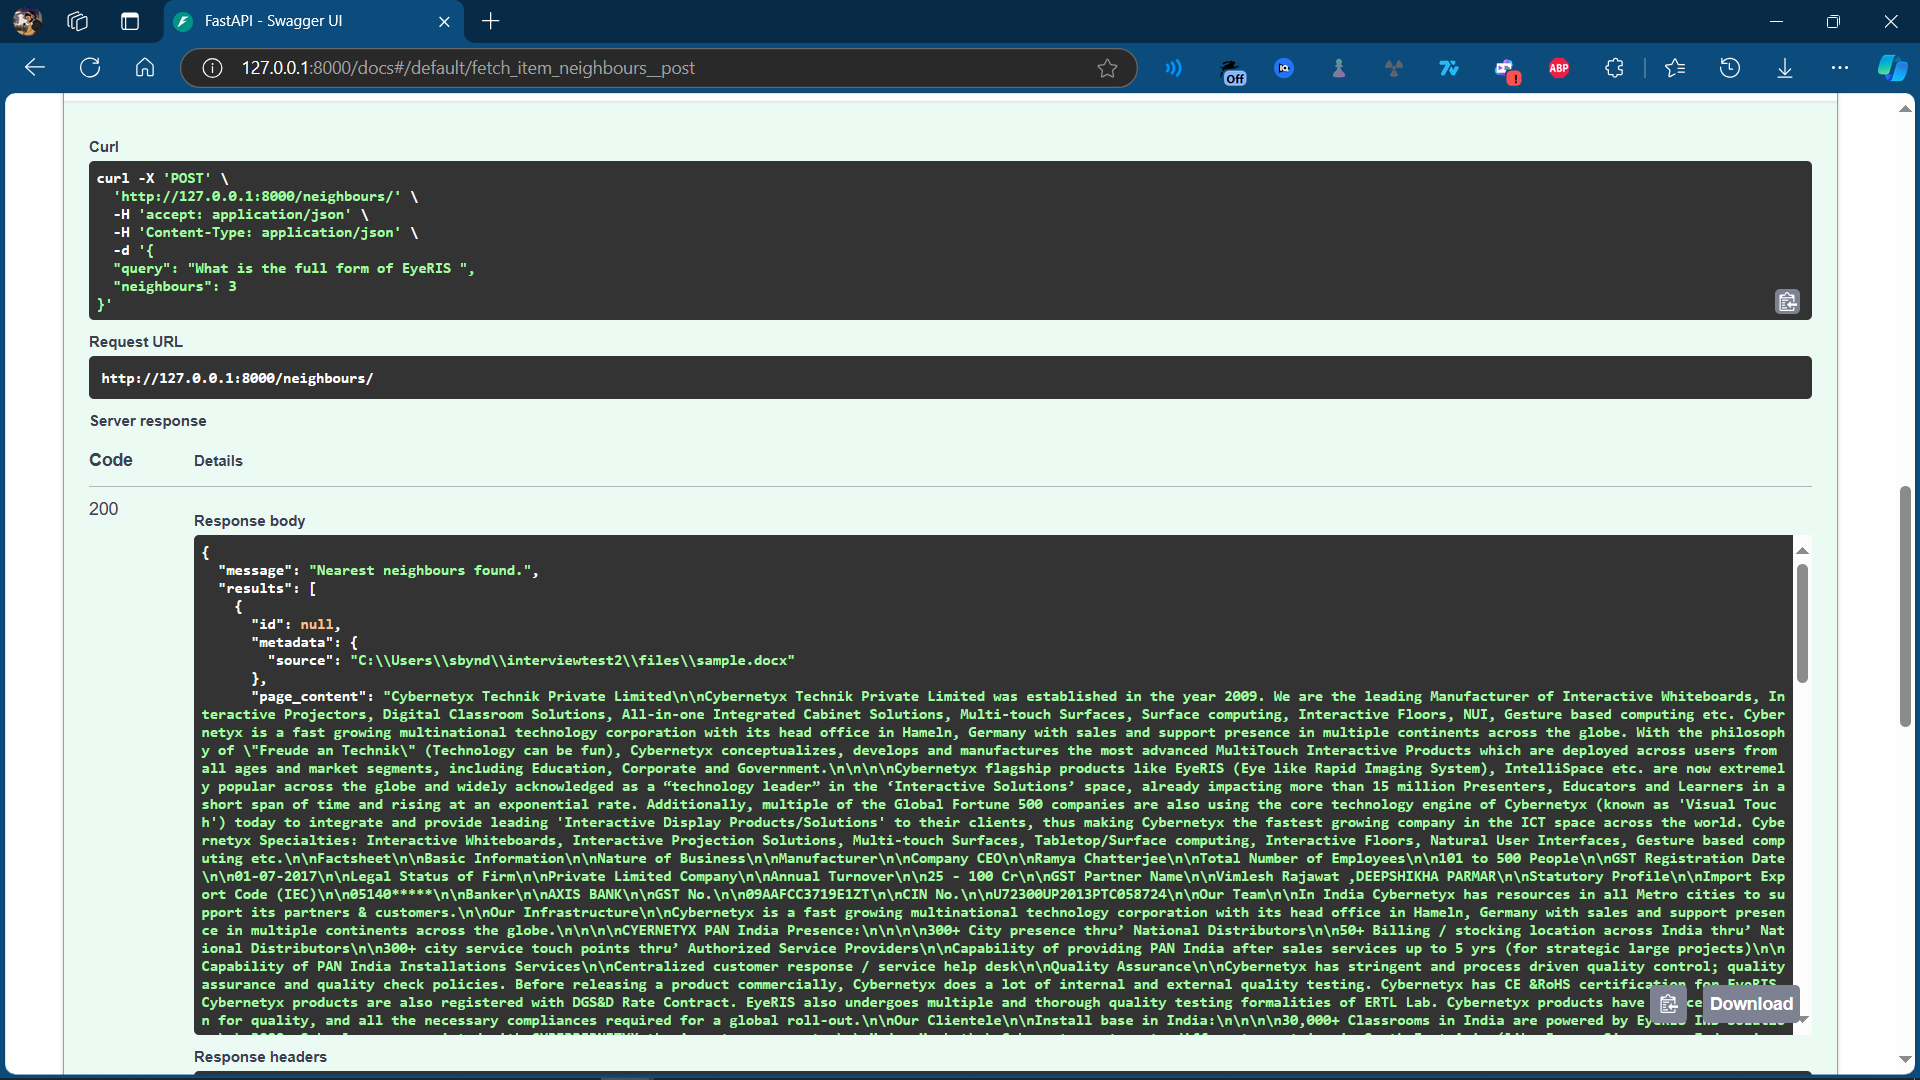 FastAPI - Swagger UI
127.0.0.1:8000/docs#/default/fetch_item_neighbours__post
Off
IQ
!
ABP
Curl
curl -X 'POST' \
'http://127.0.0.1:8000/neighbours/' \
-H 'accept: application/json' \
-H 'Content-Type: application/json' \
-d '{
"query": "What is the full form of EyeRIS ",
"neighbours": 3
}'
Request URL
http://127.0.0.1:8000/neighbours/
Server response
Code Details
200
Response body
{
"message": "Nearest neighbours found.",
"results": [
{
"id": null,
"metadata": {
"source": "C:\\Users\\sbynd\\interviewtest2\\files\\sample.docx"
},
"page_content": "Cybernetyx Technik Private Limited\n\nCybernetyx Technik Private Limited was established in the year 2009. We are the leading Manufacturer of Interactive Whiteboards, In
teractive Projectors, Digital Classroom Solutions, All-in-one Integrated Cabinet Solutions, Multi-touch Surfaces, Surface computing, Interactive Floors, NUI, Gesture based computing etc. Cyber
netyx is a fast growing multinational technology corporation with its head office in Hameln, Germany with sales and support presence in multiple continents across the globe. With the philosoph
y of \"Freude an Technik\" (Technology can be fun), Cybernetyx conceptualizes, develops and manufactures the most advanced MultiTouch Interactive Products which are deployed across users from
all ages and market segments, including Education, Corporate and Government.\n\n\n\nCybernetyx flagship products like EyeRIS (Eye like Rapid Imaging System), IntelliSpace etc. are now extremel
y popular across the globe and widely acknowledged as a “technology leader” in the ‘Interactive Solutions’ space, already impacting more than 15 million Presenters, Educators and Learners in a
short span of time and rising at an exponential rate. Additionally, multiple of the Global Fortune 500 companies are also using the core technology engine of Cybernetyx (known as 'Visual Touc
h') today to integrate and provide leading 'Interactive Display Products/Solutions' to their clients, thus making Cybernetyx the fastest growing company in the ICT space across the world. Cybe
rnetyx Specialties: Interactive Whiteboards, Interactive Projection Solutions, Multi-touch Surfaces, Tabletop/Surface computing, Interactive Floors, Natural User Interfaces, Gesture based comp
uting etc.\n\nFactsheet\n\nBasic Information\n\nNature of Business\n\nManufacturer\n\nCompany CEO\n\nRamya Chatterjee\n\nTotal Number of Employees\n\n101 to 500 People\n\nGST Registration Date
\n\n01-07-2017\n\nLegal Status of Firm\n\nPrivate Limited Company\n\nAnnual Turnover\n\n25 - 100 Cr\n\nGST Partner Name\n\nVimlesh Rajawat ,DEEPSHIKHA PARMAR\n\nStatutory Profile\n\nImport Exp
ort Code (IEC)\n\n05140*****\n\nBanker\n\nAXIS BANK\n\nGST No.\n\n09AAFCC3719E1ZT\n\nCIN No.\n\nU72300UP2013PTC058724\n\nOur Team\n\nIn India Cybernetyx has resources in all Metro cities to su
pport its partners & customers.\n\nOur Infrastructure\n\nCybernetyx is a fast growing multinational technology corporation with its head office in Hameln, Germany with sales and support presen
ce in multiple continents across the globe.\n\n\n\nCYERNETYX PAN India Presence:\n\n\n\n300+ City presence thru’ National Distributors\n\n50+ Billing / stocking location across India thru’ Nat
ional Distributors\n\n300+ city service touch points thru’ Authorized Service Providers\n\nCapability of providing PAN India after sales services up to 5 yrs (for strategic large projects)\n\n
Capability of PAN India Installations Services\n\nCentralized customer response / service help desk\n\nQuality Assurance\n\nCybernetyx has stringent and process driven quality control; quality
assurance and quality check policies. Before releasing a product commercially, Cybernetyx does a lot of internal and external quality testing. Cybernetyx has CE &RoHS certification for EyeRIS.
Cybernetyx products are also registered with DGS&D Rate Contract. EyeRIS also undergoes multiple and thorough quality testing formalities of ERTL Lab. Cybernetyx products have
n for quality, and all the necessary compliances required for a global roll-out.\n\nOur Clientele\n\nInstall base in India:\n\n\n\n30,000+ Classrooms in India are powered by
Download
Response headers